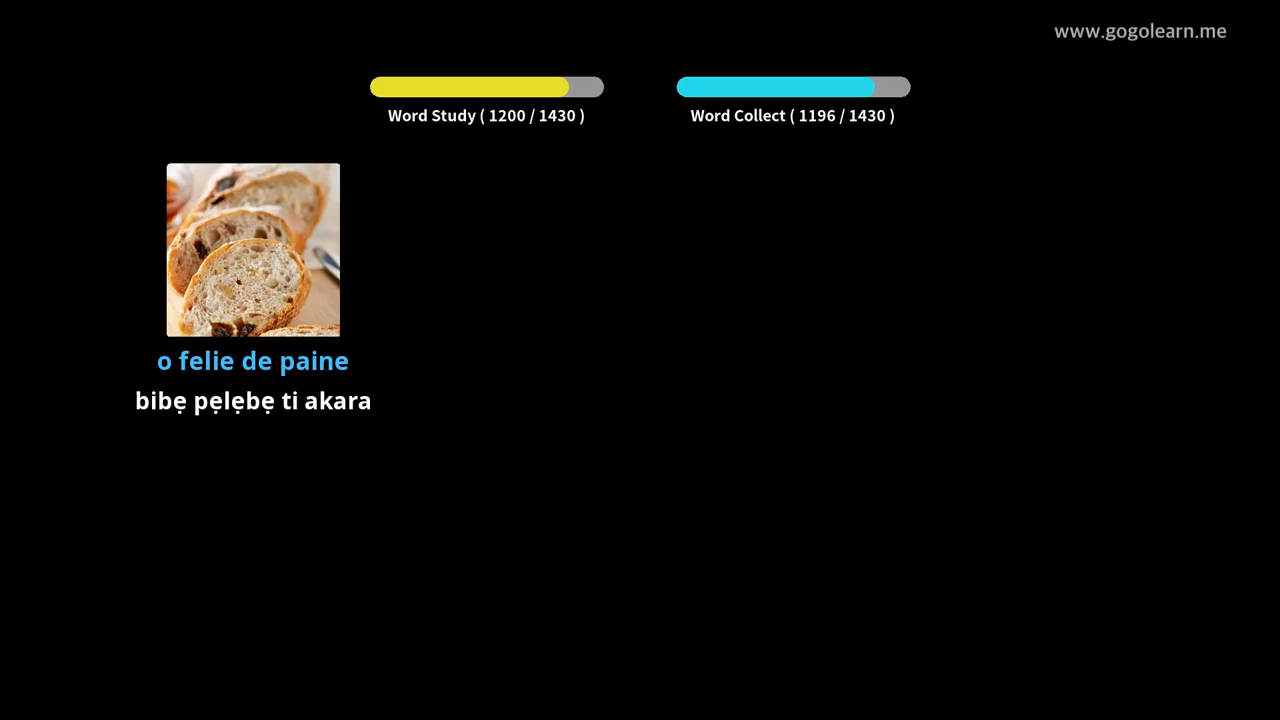 www.gogolearn.me
Word Study ( 1200 / 1430 )
Word Collect ( 1196 / 1430 )
o felie de paine
bibẹ pẹlẹbẹ ti akara